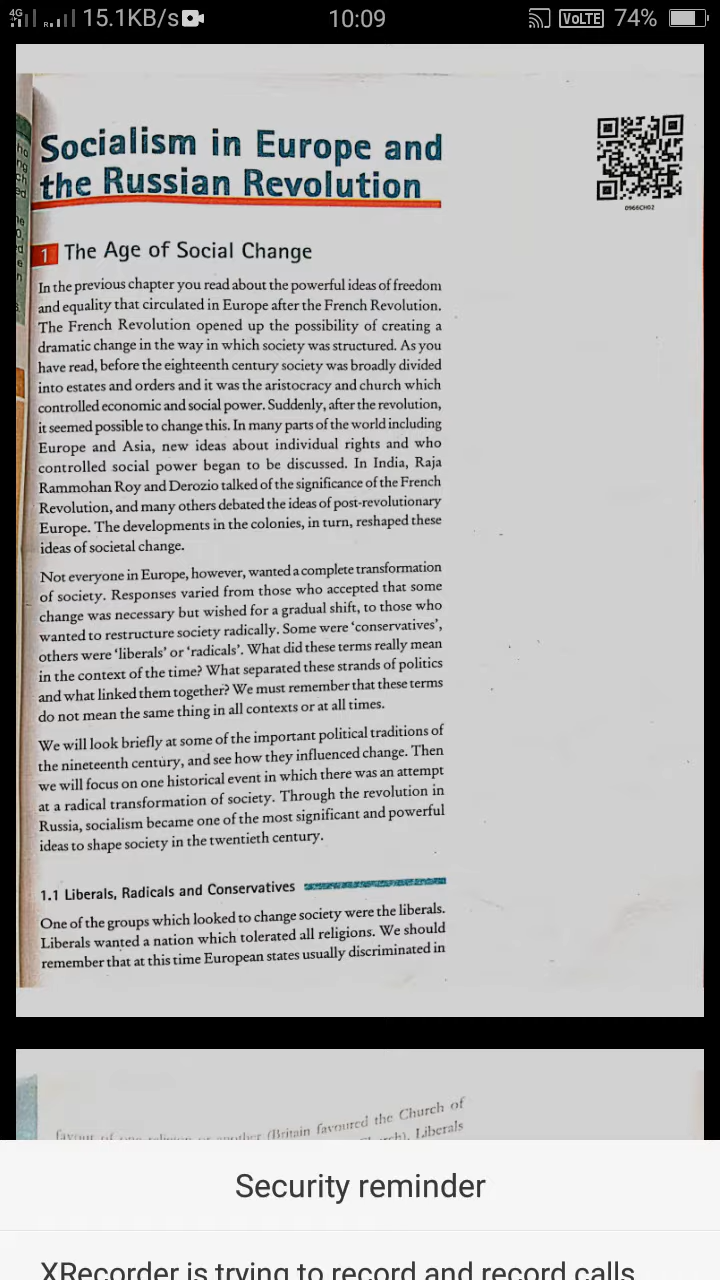 4G 15.1KB/s 10:09 VoLTE 74%
Socialism in Europe and
the Russian Revolution
0966CH02
1 The Age of Social Change
In the previous chapter you read about the powerful ideas of freedom
and equality that circulated in Europe after the French Revolution.
The French Revolution opened up the possibility of creating a
dramatic change in the way in which society was structured. As you
have read, before the eighteenth century society was broadly divided
into estates and orders and it was the aristocracy and church which
controlled economic and social power. Suddenly, after the revolution,
it seemed possible to change this. In many parts of the world including
Europe and Asia, new ideas about individual rights and who
controlled social power began to be discussed. In India, Raja
Rammohan Roy and Derozio talked of the significance of the French
Revolution, and many others debated the ideas of post-revolutionary
Europe. The developments in the colonies, in turn, reshaped these
ideas of societal change.
Not everyone in Europe, however, wanted a complete transformation
of society. Responses varied from those who accepted that some
change was necessary but wished for a gradual shift, to those who
wanted to restructure society radically. Some were ‘conservatives’,
others were ‘liberals’ or ‘radicals’. What did these terms really mean
in the context of the time? What separated these strands of politics
and what linked them together? We must remember that these terms
do not mean the same thing in all contexts or at all times.
We will look briefly at some of the important political traditions of
the nineteenth century, and see how they influenced change. Then
we will focus on one historical event in which there was an attempt
at a radical transformation of society. Through the revolution in
Russia, socialism became one of the most significant and powerful
ideas to shape society in the twentieth century.
1.1 Liberals, Radicals and Conservatives
One of the groups which looked to change society were the liberals.
Liberals wanted a nation which tolerated all religions. We should
remember that at this time European states usually discriminated in
favour of one religion or another (Britain favoured the Church of
Liberals
Security reminder
XRecorder is trying to record and record calls